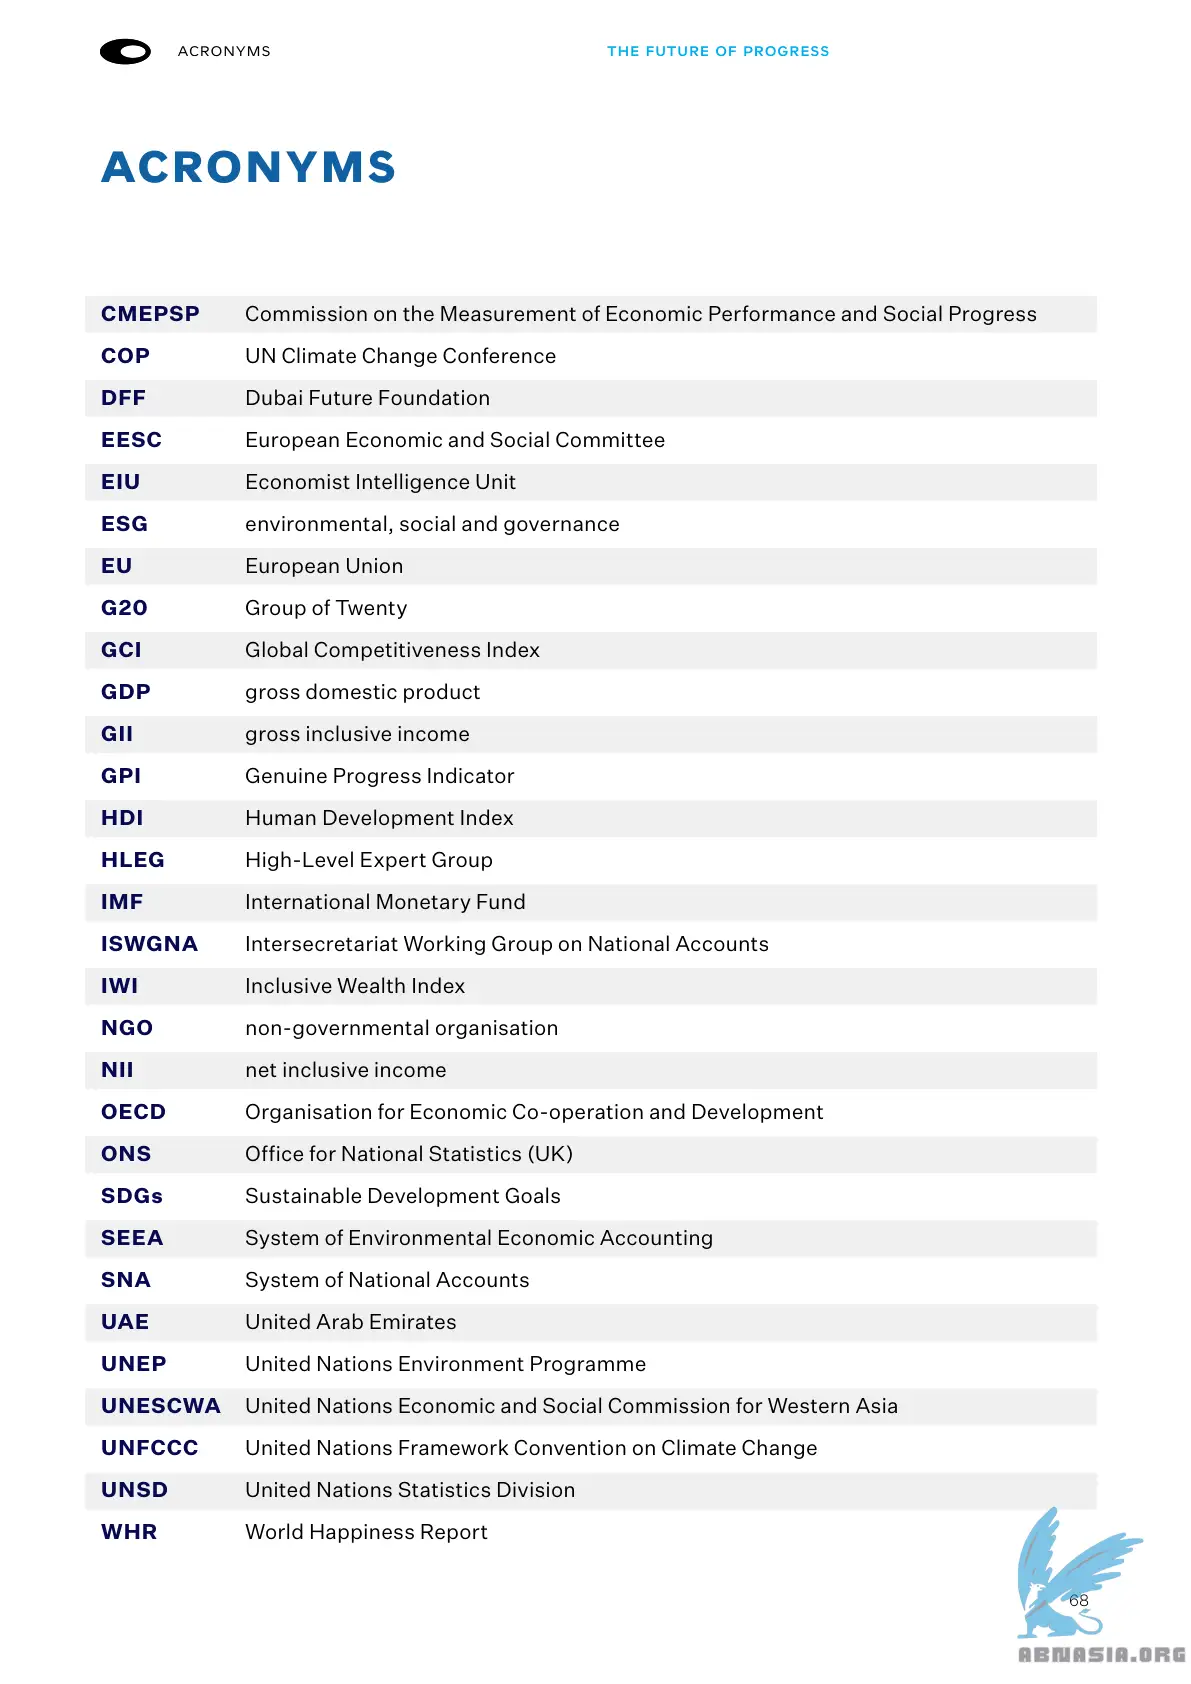 ACRONYMS THE FUTURE OF PROGRESS
ACRONYMS
CMEPSP Commission on the Measurement of Economic Performance and Social Progress
COP UN Climate Change Conference
DFF Dubai Future Foundation
EESC European Economic and Social Committee
EIU Economist Intelligence Unit
ESG environmental, social and governance
EU European Union
G20 Group of Twenty
GCI Global Competitiveness Index
GDP gross domestic product
GII gross inclusive income
GPI Genuine Progress Indicator
HDI Human Development Index
HLEG High-Level Expert Group
IMF International Monetary Fund
ISWGNA Intersecretariat Working Group on National Accounts
IWI Inclusive Wealth Index
NGO non-governmental organisation
NII net inclusive income
OECD Organisation for Economic Co-operation and Development
ONS Office for National Statistics (UK)
SDGs Sustainable Development Goals
SEEA System of Environmental Economic Accounting
SNA System of National Accounts
UAE United Arab Emirates
UNEP United Nations Environment Programme
UNESCWA United Nations Economic and Social Commission for Western Asia
UNFCCC United Nations Framework Convention on Climate Change
UNSD United Nations Statistics Division
WHR World Happiness Report
68
ABNASIA.ORG